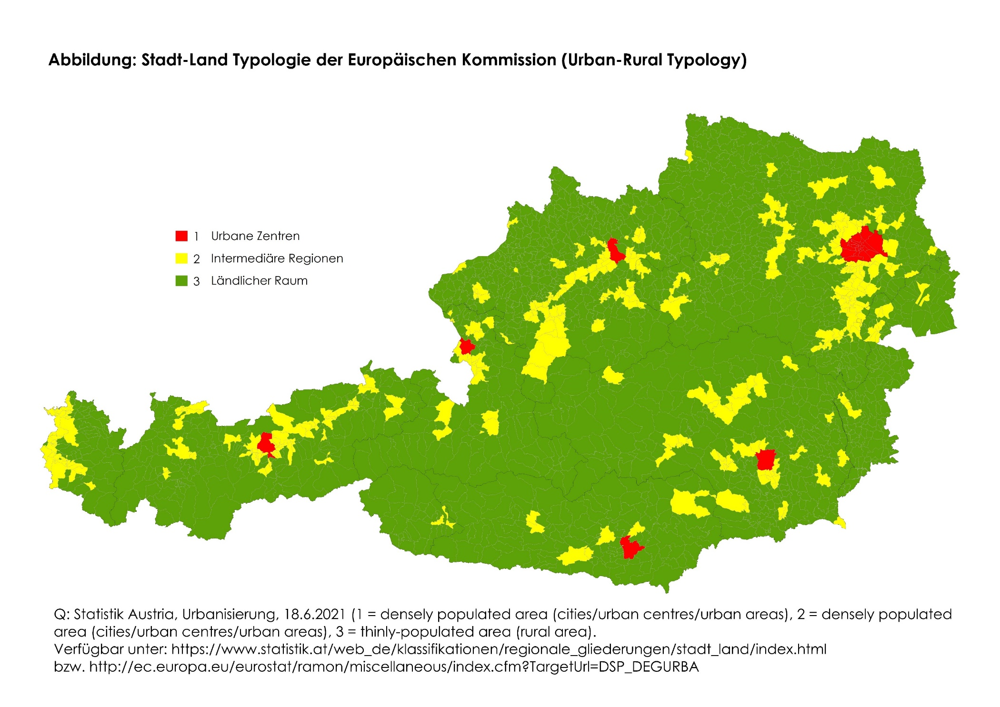 Abbildung: Stadt-Land Typologie der Europäischen Kommission (Urban-Rural Typology)
1 Urbane Zentren
2 Intermediäre Regionen
3 Ländlicher Raum
Q: Statistik Austria, Urbanisierung, 18.6.2021 (1 = densely populated area (cities/urban centres/urban areas), 2 = densely populated
area (cities/urban centres/urban areas), 3 = thinly-populated area (rural area).
Verfügbar unter: https://www.statistik.at/web_de/klassifikationen/regionale_gliederungen/stadt_land/index.html
bzw. http://ec.europa.eu/eurostat/ramon/miscellaneous/index.cfm?TargetUrl=DSP_DEGURBA